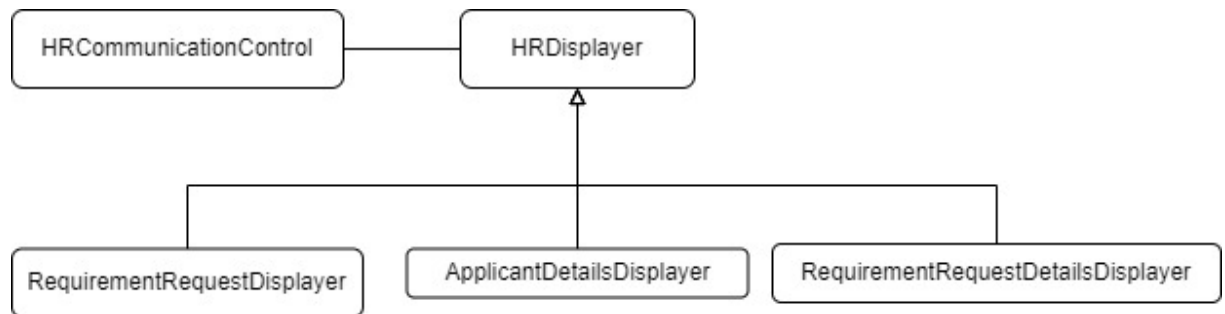 HRCommunicationControl
HRDisplayer
RequirementRequestDisplayer
ApplicantDetailsDisplayer
RequirementRequestDetailsDisplayer